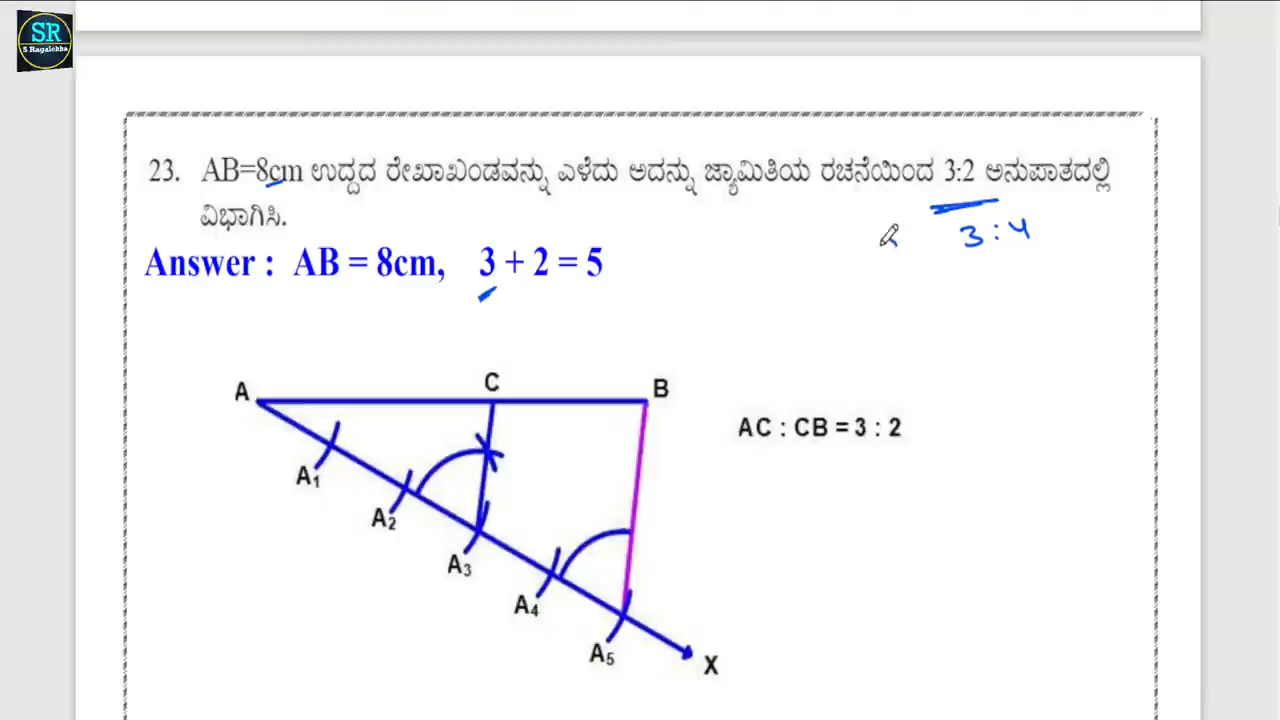 SR
S Ragalekha
23. AB=8cm ಉದ್ದದ ರೇಖಾಖಂಡವನ್ನು ಎಳೆದು ಅದನ್ನು ಜ್ಯಾಮಿತಿಯ ರಚನೆಯಿಂದ 3:2 ಅನುಪಾತದಲ್ಲಿ
ವಿಭಾಗಿಸಿ.
3:4
Answer : AB = 8cm, 3 + 2 = 5
A C B
AC : CB = 3 : 2
A1
A2
A3
A4
A5
X